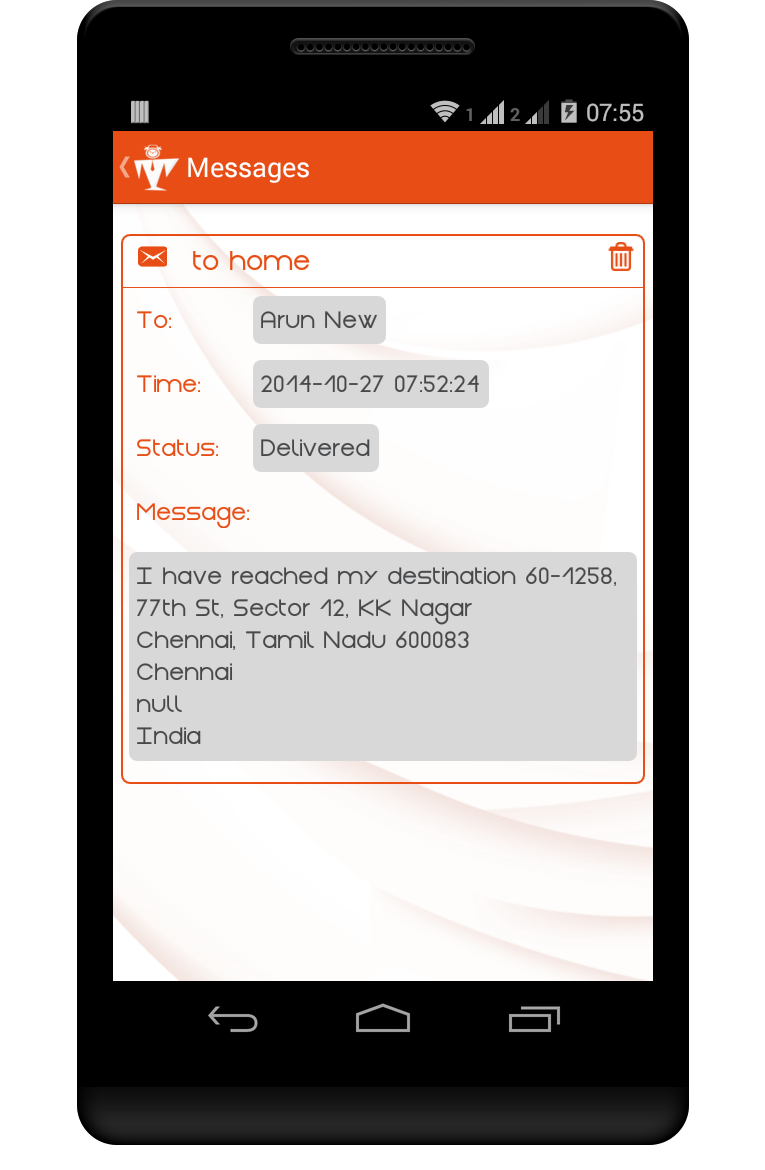 1 2 07:55
Messages
to home
To: Arun New
Time: 2014-10-27 07:52:24
Status: Delivered
Message:
I have reached my destination 60-1258,
77th St, Sector 12, KK Nagar
Chennai, Tamil Nadu 600083
Chennai
null
India